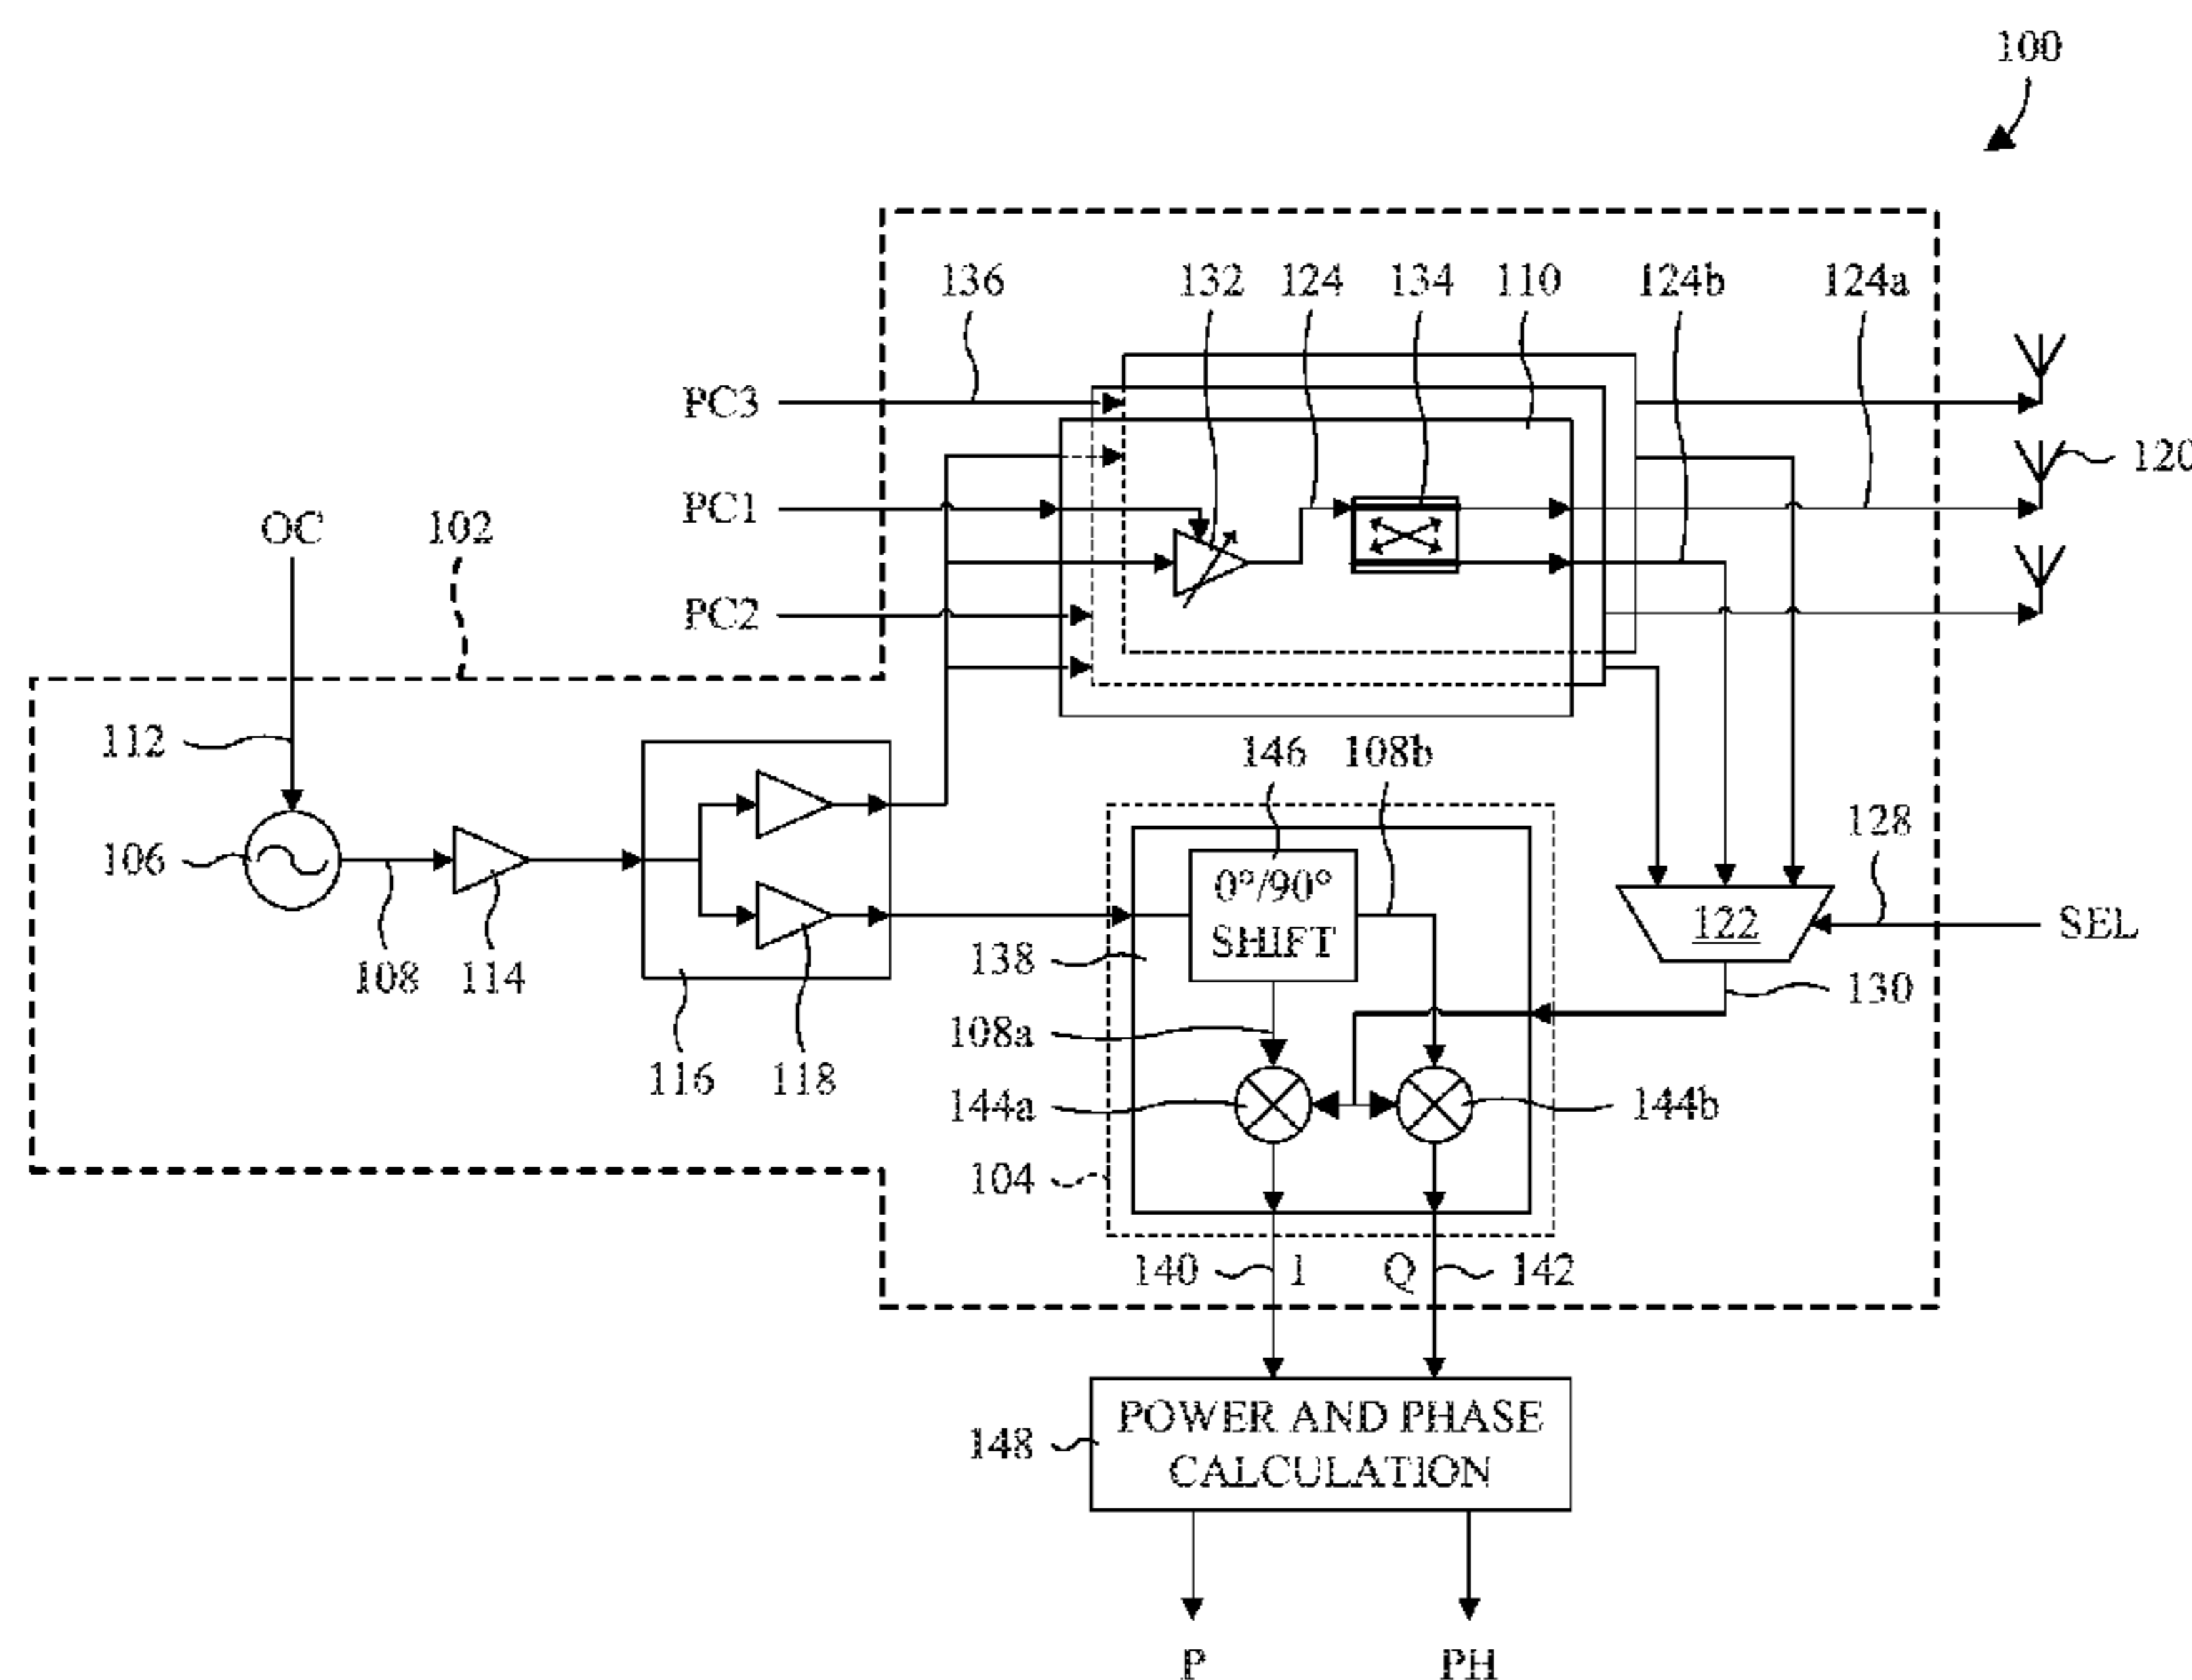 100
136
132
124
134
110
124b
124a
PC3
120
PC1
OC
102
PC2
112
146
108b
128
106
0°/90°
SHIFT
122
SEL
108
114
138
130
116
118
108a
144a
144b
104
140
I
Q
142
148
POWER AND PHASE
CALCULATION
P
PH